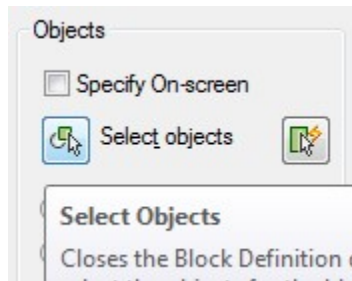 Objects
Specify On-screen
Select objects
Select Objects
Closes the Block Definition